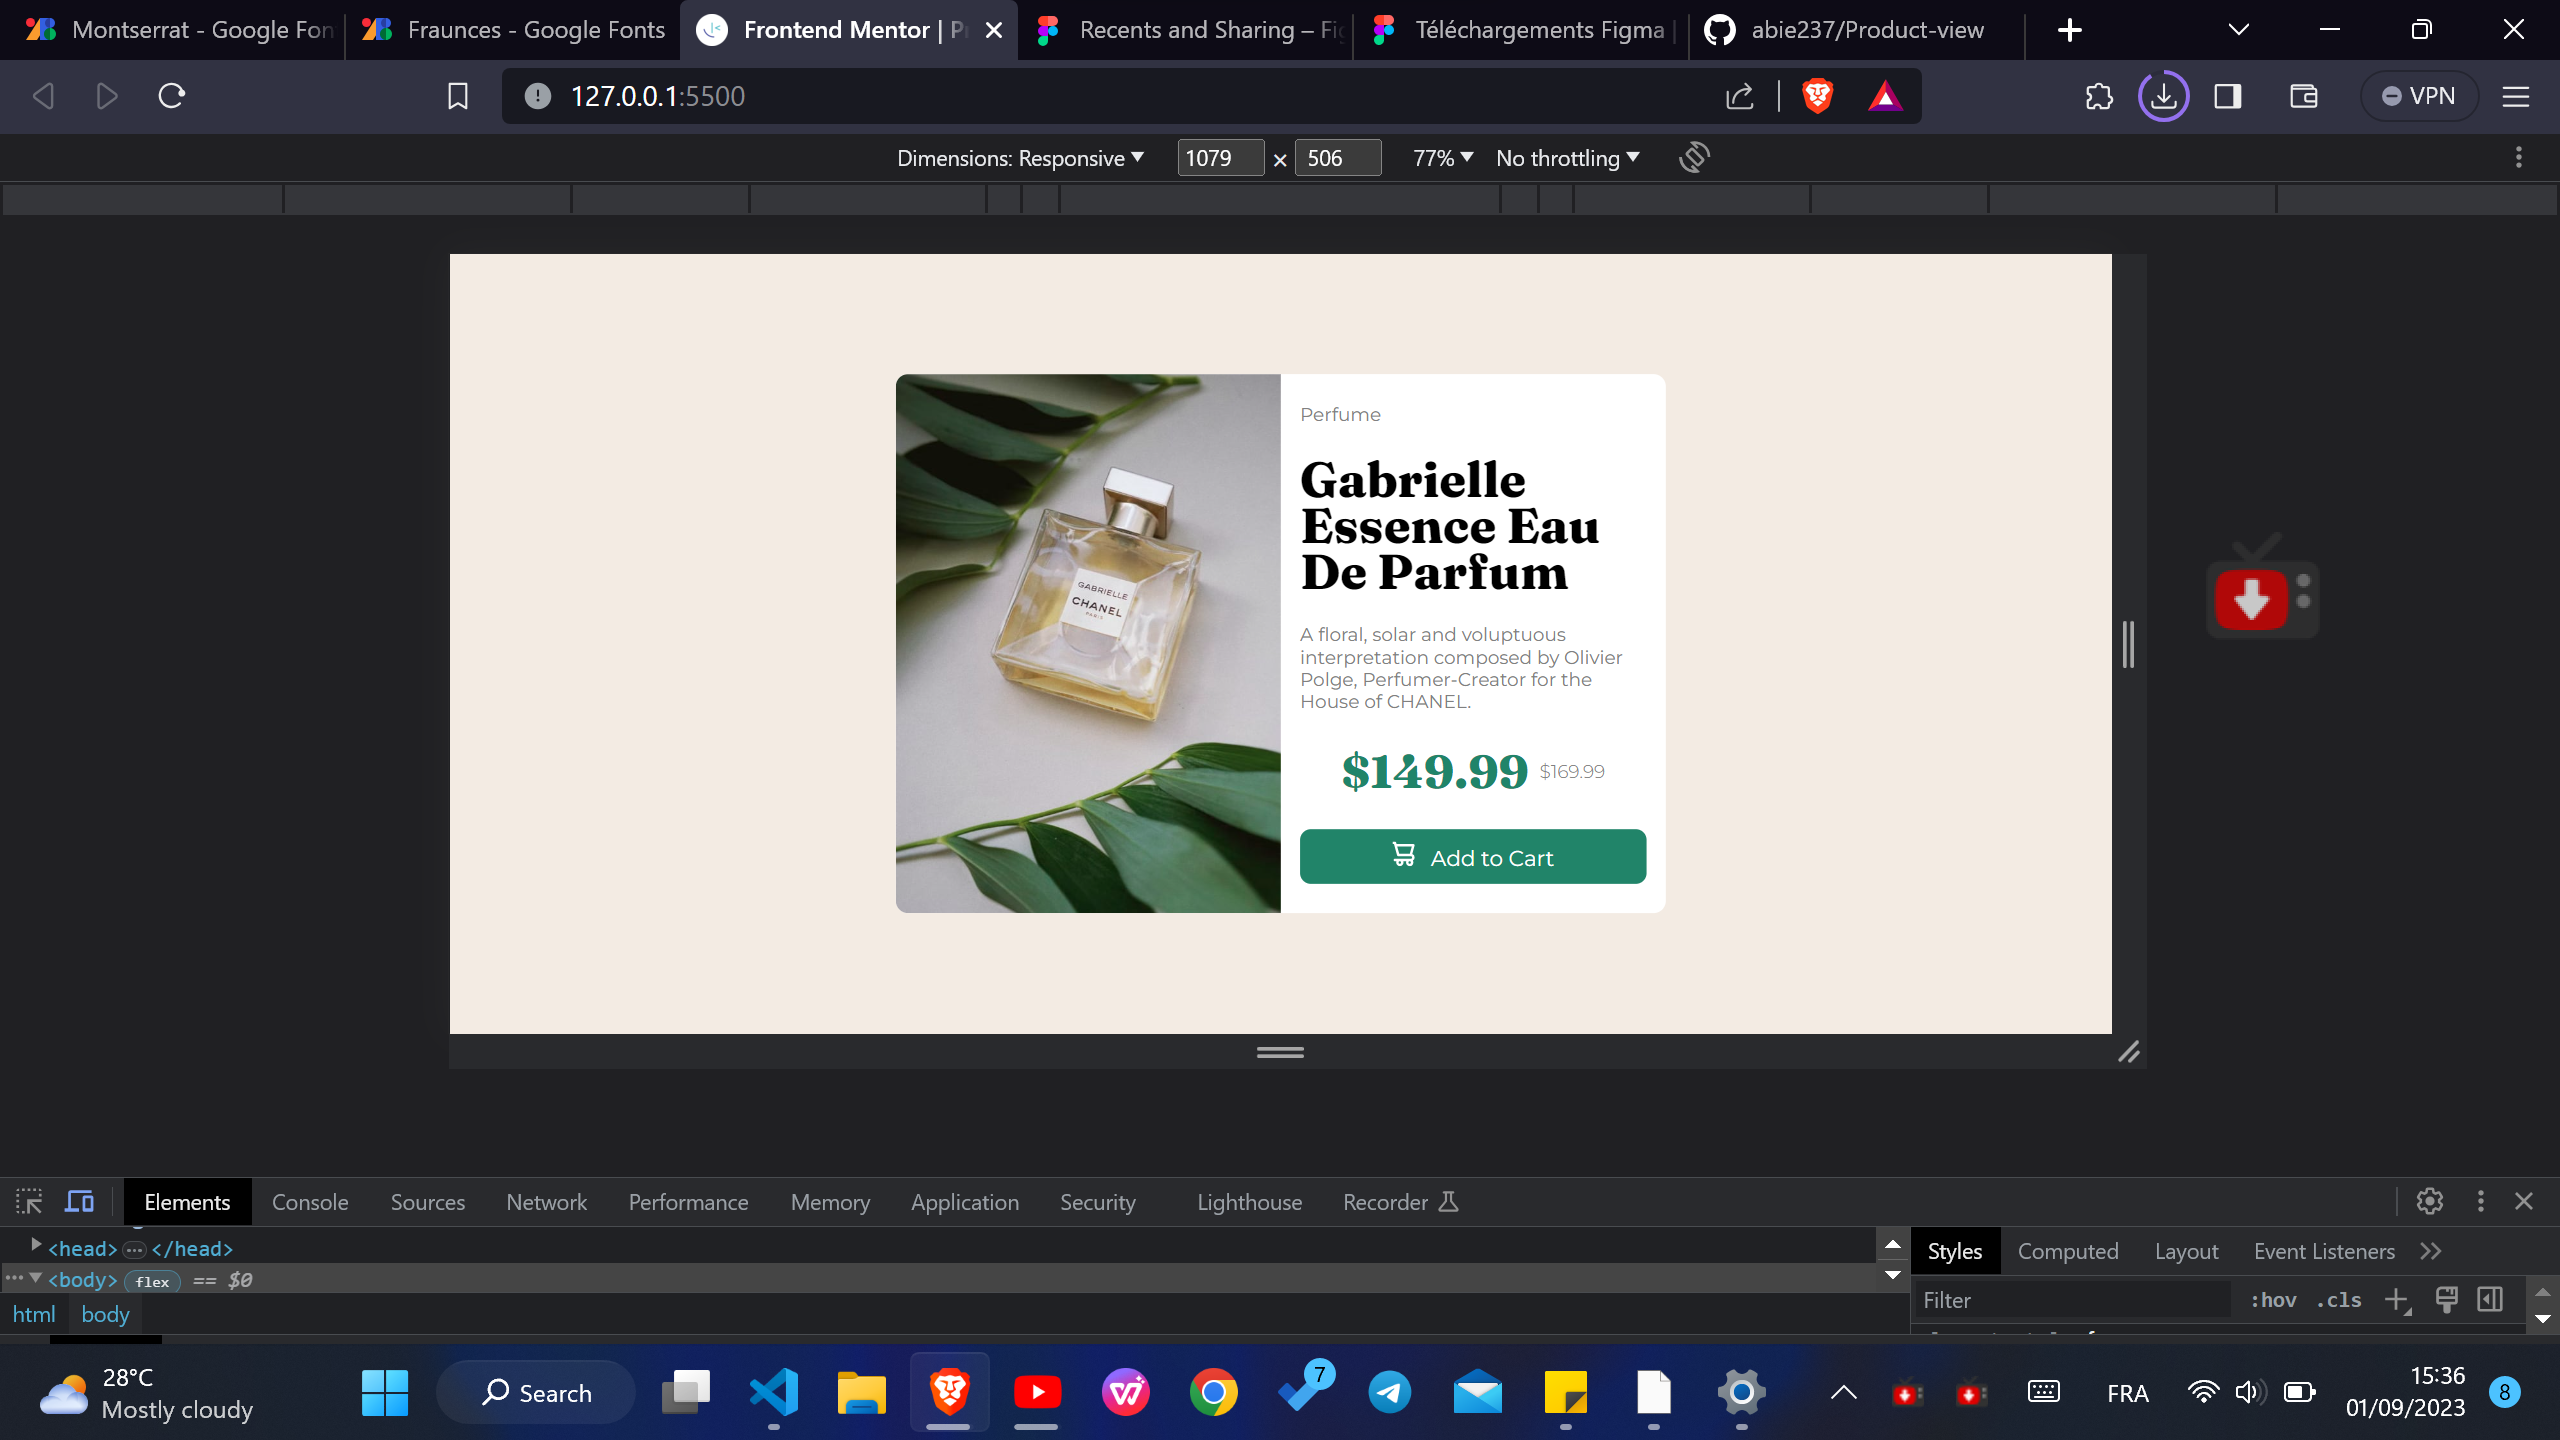 Montserrat - Google Fon
Fraunces - Google Fonts
Frontend Mentor | P
Recents and Sharing – Fi
Téléchargements Figma |
abie237/Product-view
127.0.0.1:5500
VPN
Dimensions: Responsive
1079 × 506
77%
No throttling
Perfume
Gabrielle
Essence Eau
De Parfum
GABRIELLE
CHANEL
PARIS
A floral, solar and voluptuous
interpretation composed by Olivier
Polge, Perfumer-Creator for the
House of CHANEL.
$149.99 $169.99
Add to Cart
Elements Console Sources Network Performance Memory Application Security Lighthouse Recorder
<head> ... </head>
... <body> flex == $0
html body
Styles Computed Layout Event Listeners
Filter :hov .cls
28°C
Mostly cloudy
Search
7
FRA
15:36
01/09/2023
8